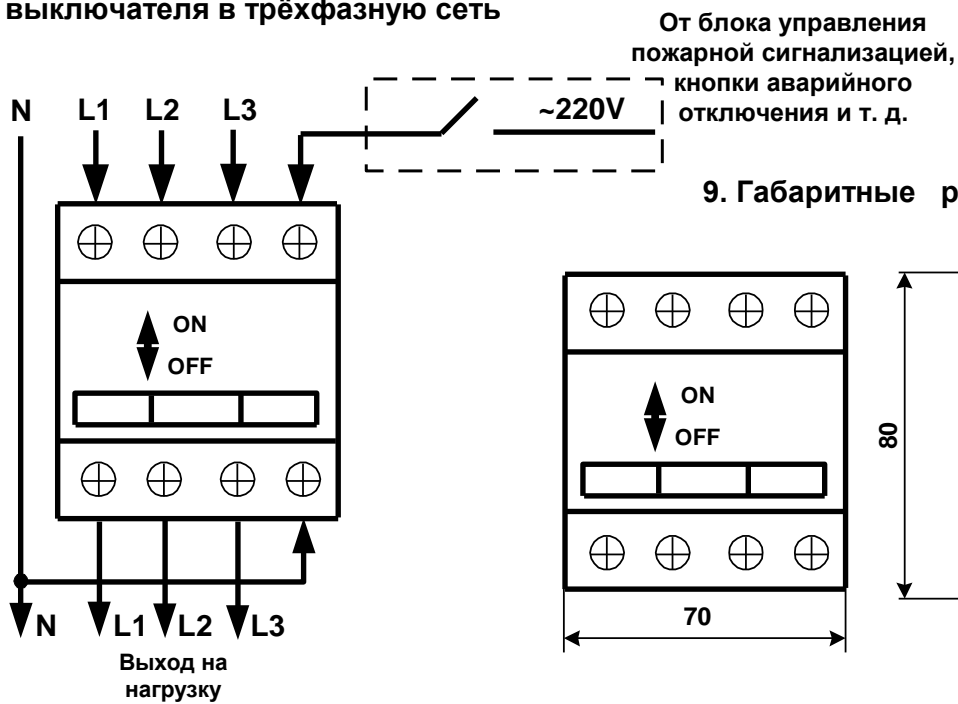 выключателя в трёхфазную сеть
От блока управления
пожарной сигнализацией,
кнопки аварийного
отключения и т. д.
N L1 L2 L3
~220V
ON
OFF
N L1 L2 L3
Выход на
нагрузку
9. Габаритные р
ON
OFF
80
70